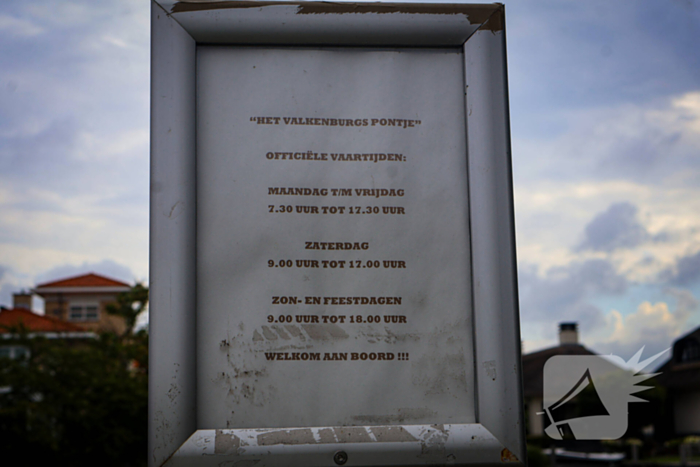 "HET VALKENBURGS PONTJE"
OFFICIËLE VAARTIJDEN:
MAANDAG T/M VRIJDAG
7.30 UUR TOT 17.30 UUR
ZATERDAG
9.00 UUR TOT 17.00 UUR
ZON- EN FEESTDAGEN
9.00 UUR TOT 18.00 UUR
WELKOM AAN BOORD !!!